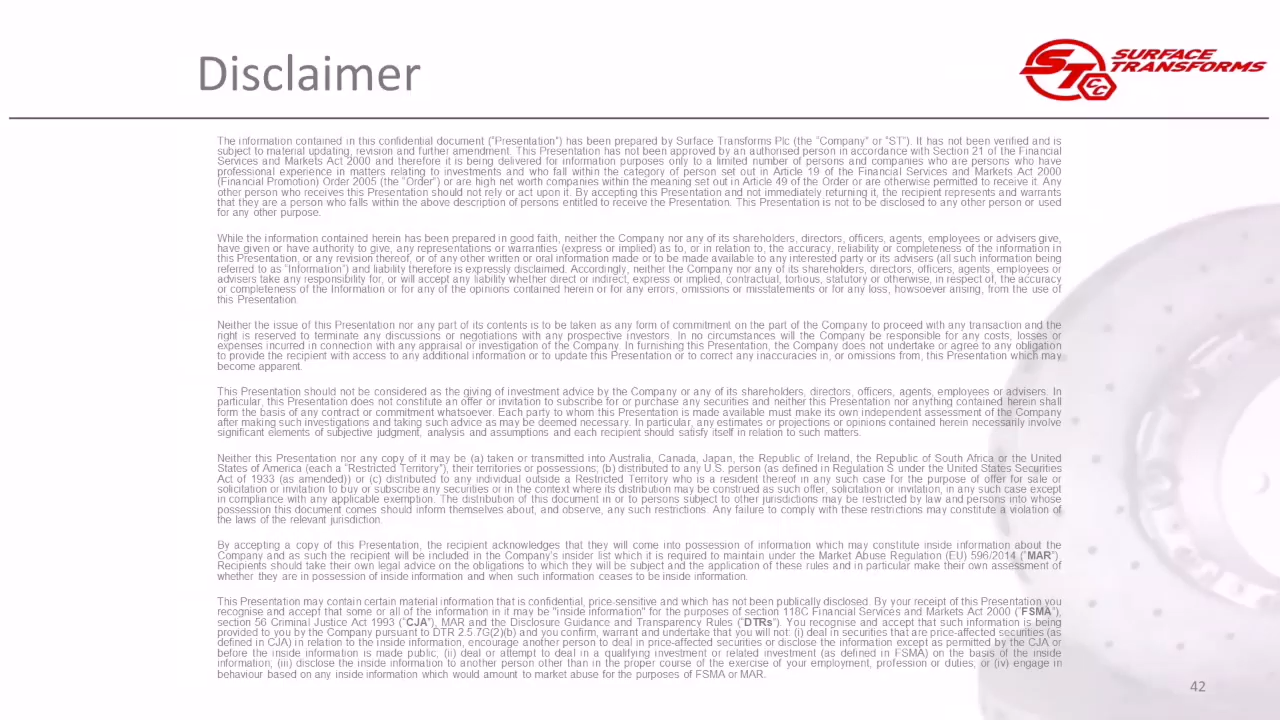 Disclaimer
ST
CC
SURFACE
TRANSFORMS
The information contained in this confidential document ("Presentation") has been prepared by Surface Transforms Plc (the "Company" or "ST"). It has not been verified and is
subject to material updating, revision and further amendment. This Presentation has not been approved by an authorised person in accordance with Section 21 of the Financial
Services and Markets Act 2000 and therefore it is being delivered for information purposes only to a limited number of persons and companies who are persons who have
professional experience in matters relating to investments and who fall within the category of person set out in Article 19 of the Financial Services and Markets Act 2000
(Financial Promotion) Order 2005 (the "Order") or are high net worth companies within the meaning set out in Article 49 of the Order or are otherwise permitted to receive it. Any
other person who receives this Presentation should not rely or act upon it. By accepting this Presentation and not immediately returning it, the recipient represents and warrants
that they are a person who falls within the above description of persons entitled to receive the Presentation. This Presentation is not to be disclosed to any other person or used
for any other purpose.
While the information contained herein has been prepared in good faith, neither the Company nor any of its shareholders, directors, officers, agents, employees or advisers give,
have given or have authority to give, any representations or warranties (express or implied) as to, or in relation to, the accuracy, reliability or completeness of the information in
this Presentation, or any revision thereof, or of any other written or oral information made or to be made available to any interested party or its advisers (all such information being
referred to as "Information") and liability therefore is expressly disclaimed. Accordingly, neither the Company nor any of its shareholders, directors, officers, agents, employees or
advisers take any responsibility for, or will accept any liability whether direct or indirect, express or implied, contractual, tortious, statutory or otherwise, in respect of, the accuracy
or completeness of the Information or for any of the opinions contained herein or for any errors, omissions or misstatements or for any loss, howsoever arising, from the use of
this Presentation.
Neither the issue of this Presentation nor any part of its contents is to be taken as any form of commitment on the part of the Company to proceed with any transaction and the
right is reserved to terminate any discussions or negotiations with any prospective investors. In no circumstances will the Company be responsible for any costs, losses or
expenses incurred in connection with any appraisal or investigation of the Company. In furnishing this Presentation, the Company does not undertake or agree to any obligation
to provide the recipient with access to any additional information or to update this Presentation or to correct any inaccuracies in, or omissions from, this Presentation which may
become apparent.
This Presentation should not be considered as the giving of investment advice by the Company or any of its shareholders, directors, officers, agents, employees or advisers. In
particular, this Presentation does not constitute an offer or invitation to subscribe for or purchase any securities and neither this Presentation nor anything contained herein shall
form the basis of any contract or commitment whatsoever. Each party to whom this Presentation is made available must make its own independent assessment of the Company
after making such investigations and taking such advice as may be deemed necessary. In particular, any estimates or projections or opinions contained herein necessarily involve
significant elements of subjective judgment, analysis and assumptions and each recipient should satisfy itself in relation to such matters.
Neither this Presentation nor any copy of it may be (a) taken or transmitted into Australia, Canada, Japan, the Republic of Ireland, the Republic of South Africa or the United
States of America (each a "Restricted Territory"), their territories or possessions; (b) distributed to any U.S. person (as defined in Regulation S under the United States Securities
Act of 1933 (as amended)) or (c) distributed to any individual outside a Restricted Territory who is a resident thereof in any such case for the purpose of offer for sale or
solicitation or invitation to buy or subscribe any securities or in the context where its distribution may be construed as such offer, solicitation or invitation, in any such case except
in compliance with any applicable exemption. The distribution of this document in or to persons subject to other jurisdictions may be restricted by law and persons into whose
possession this document comes should inform themselves about, and observe, any such restrictions. Any failure to comply with these restrictions may constitute a violation of
the laws of the relevant jurisdiction.
By accepting a copy of this Presentation, the recipient acknowledges that they will come into possession of information which may constitute inside information about the
Company and as such the recipient will be included in the Company's insider list which it is required to maintain under the Market Abuse Regulation (EU) 596/2014 ("MAR").
Recipients should take their own legal advice on the obligations to which they will be subject and the application of these rules and in particular make their own assessment of
whether they are in possession of inside information and when such information ceases to be inside information.
This Presentation may contain certain material information that is confidential, price-sensitive and which has not been publically disclosed. By your receipt of this Presentation you
recognise and accept that some or all of the information in it may be "inside information" for the purposes of section 118C Financial Services and Markets Act 2000 ("FSMA"),
section 56 Criminal Justice Act 1993 ("CJA"), MAR and the Disclosure Guidance and Transparency Rules ("DTRs"). You recognise and accept that such information is being
provided to you by the Company pursuant to DTR 2.5.7G(2)(b) and you confirm, warrant and undertake that you will not: (i) deal in securities that are price-affected securities (as
defined in CJA) in relation to the inside information, encourage another person to deal in price-affected securities or disclose the information except as permitted by the CJA or
before the inside information is made public; (ii) deal or attempt to deal in a qualifying investment or related investment (as defined in FSMA) on the basis of the inside
information; (iii) disclose the inside information to another person other than in the proper course of the exercise of your employment, profession or duties; or (iv) engage in
behaviour based on any inside information which would amount to market abuse for the purposes of FSMA or MAR.
42